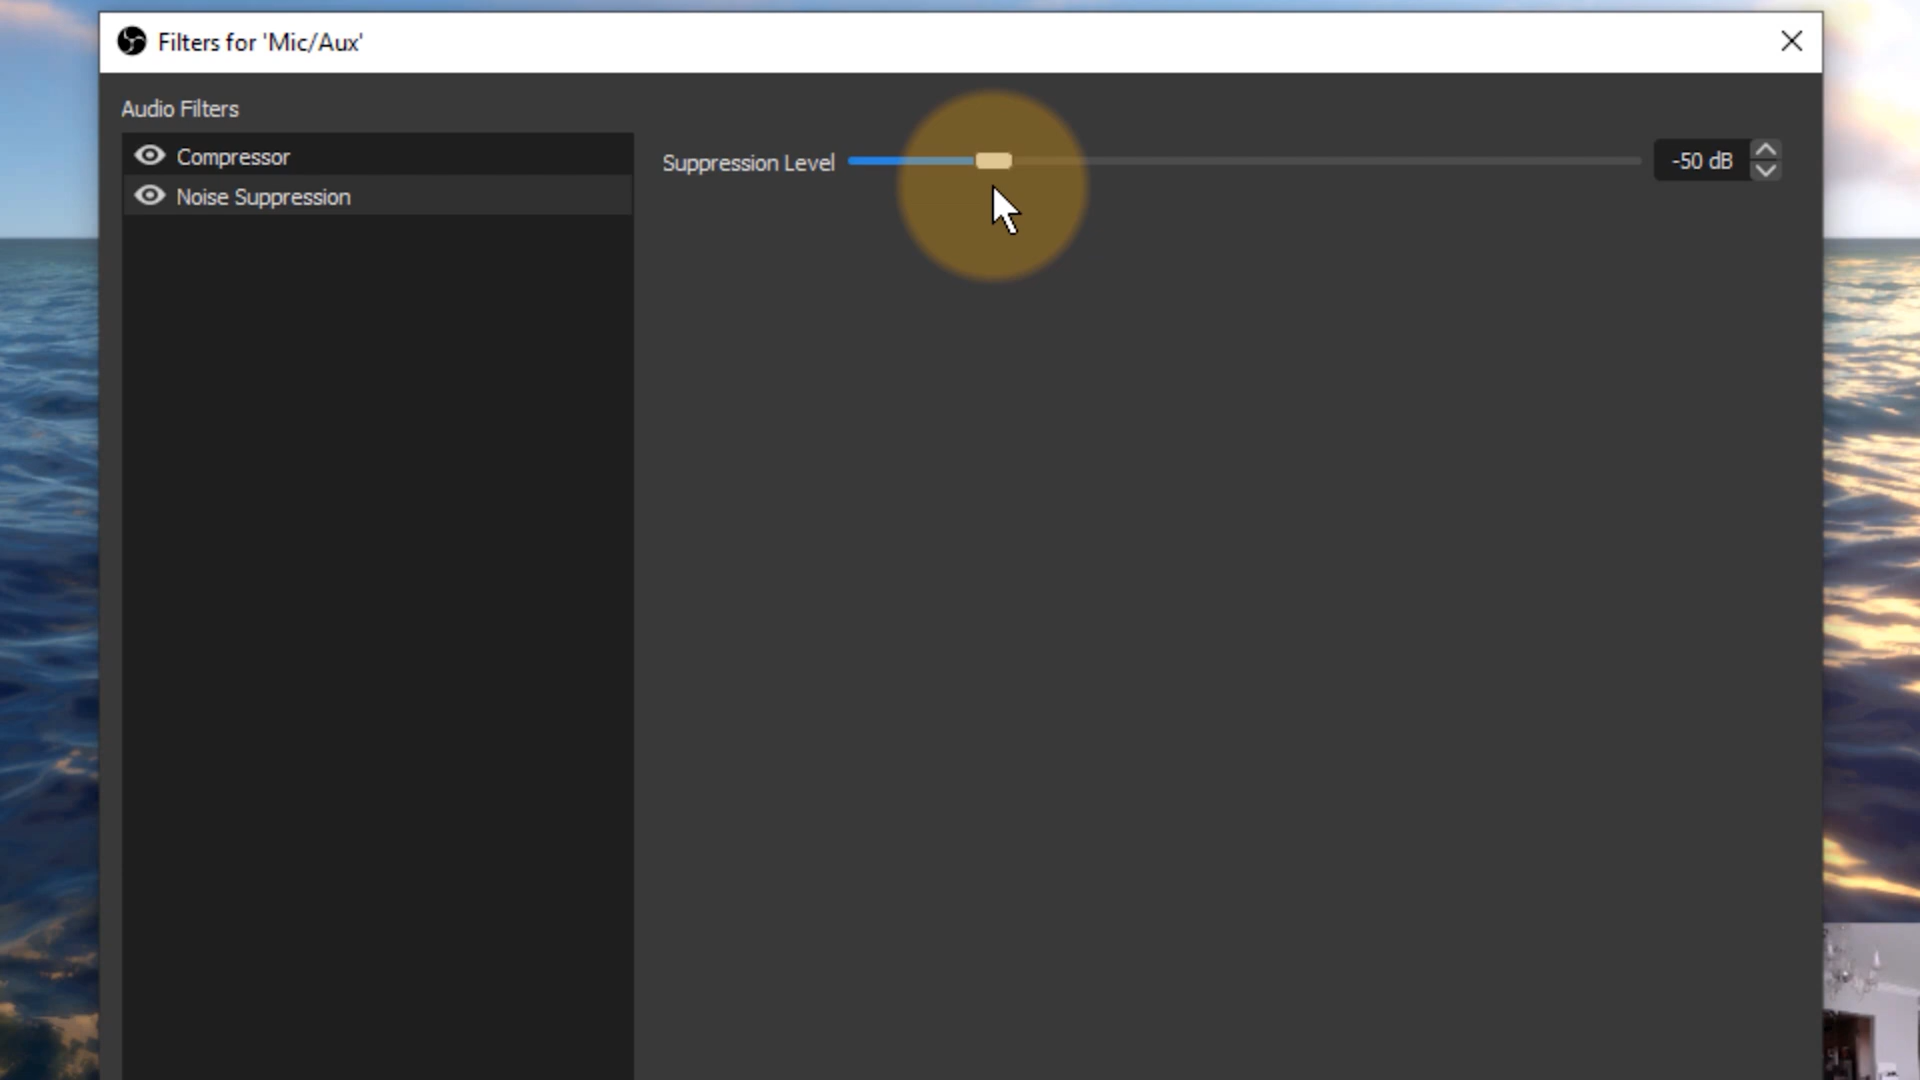 Filters for 'Mic/Aux'
Audio Filters
Compressor
Noise Suppression
Suppression Level
-50 dB